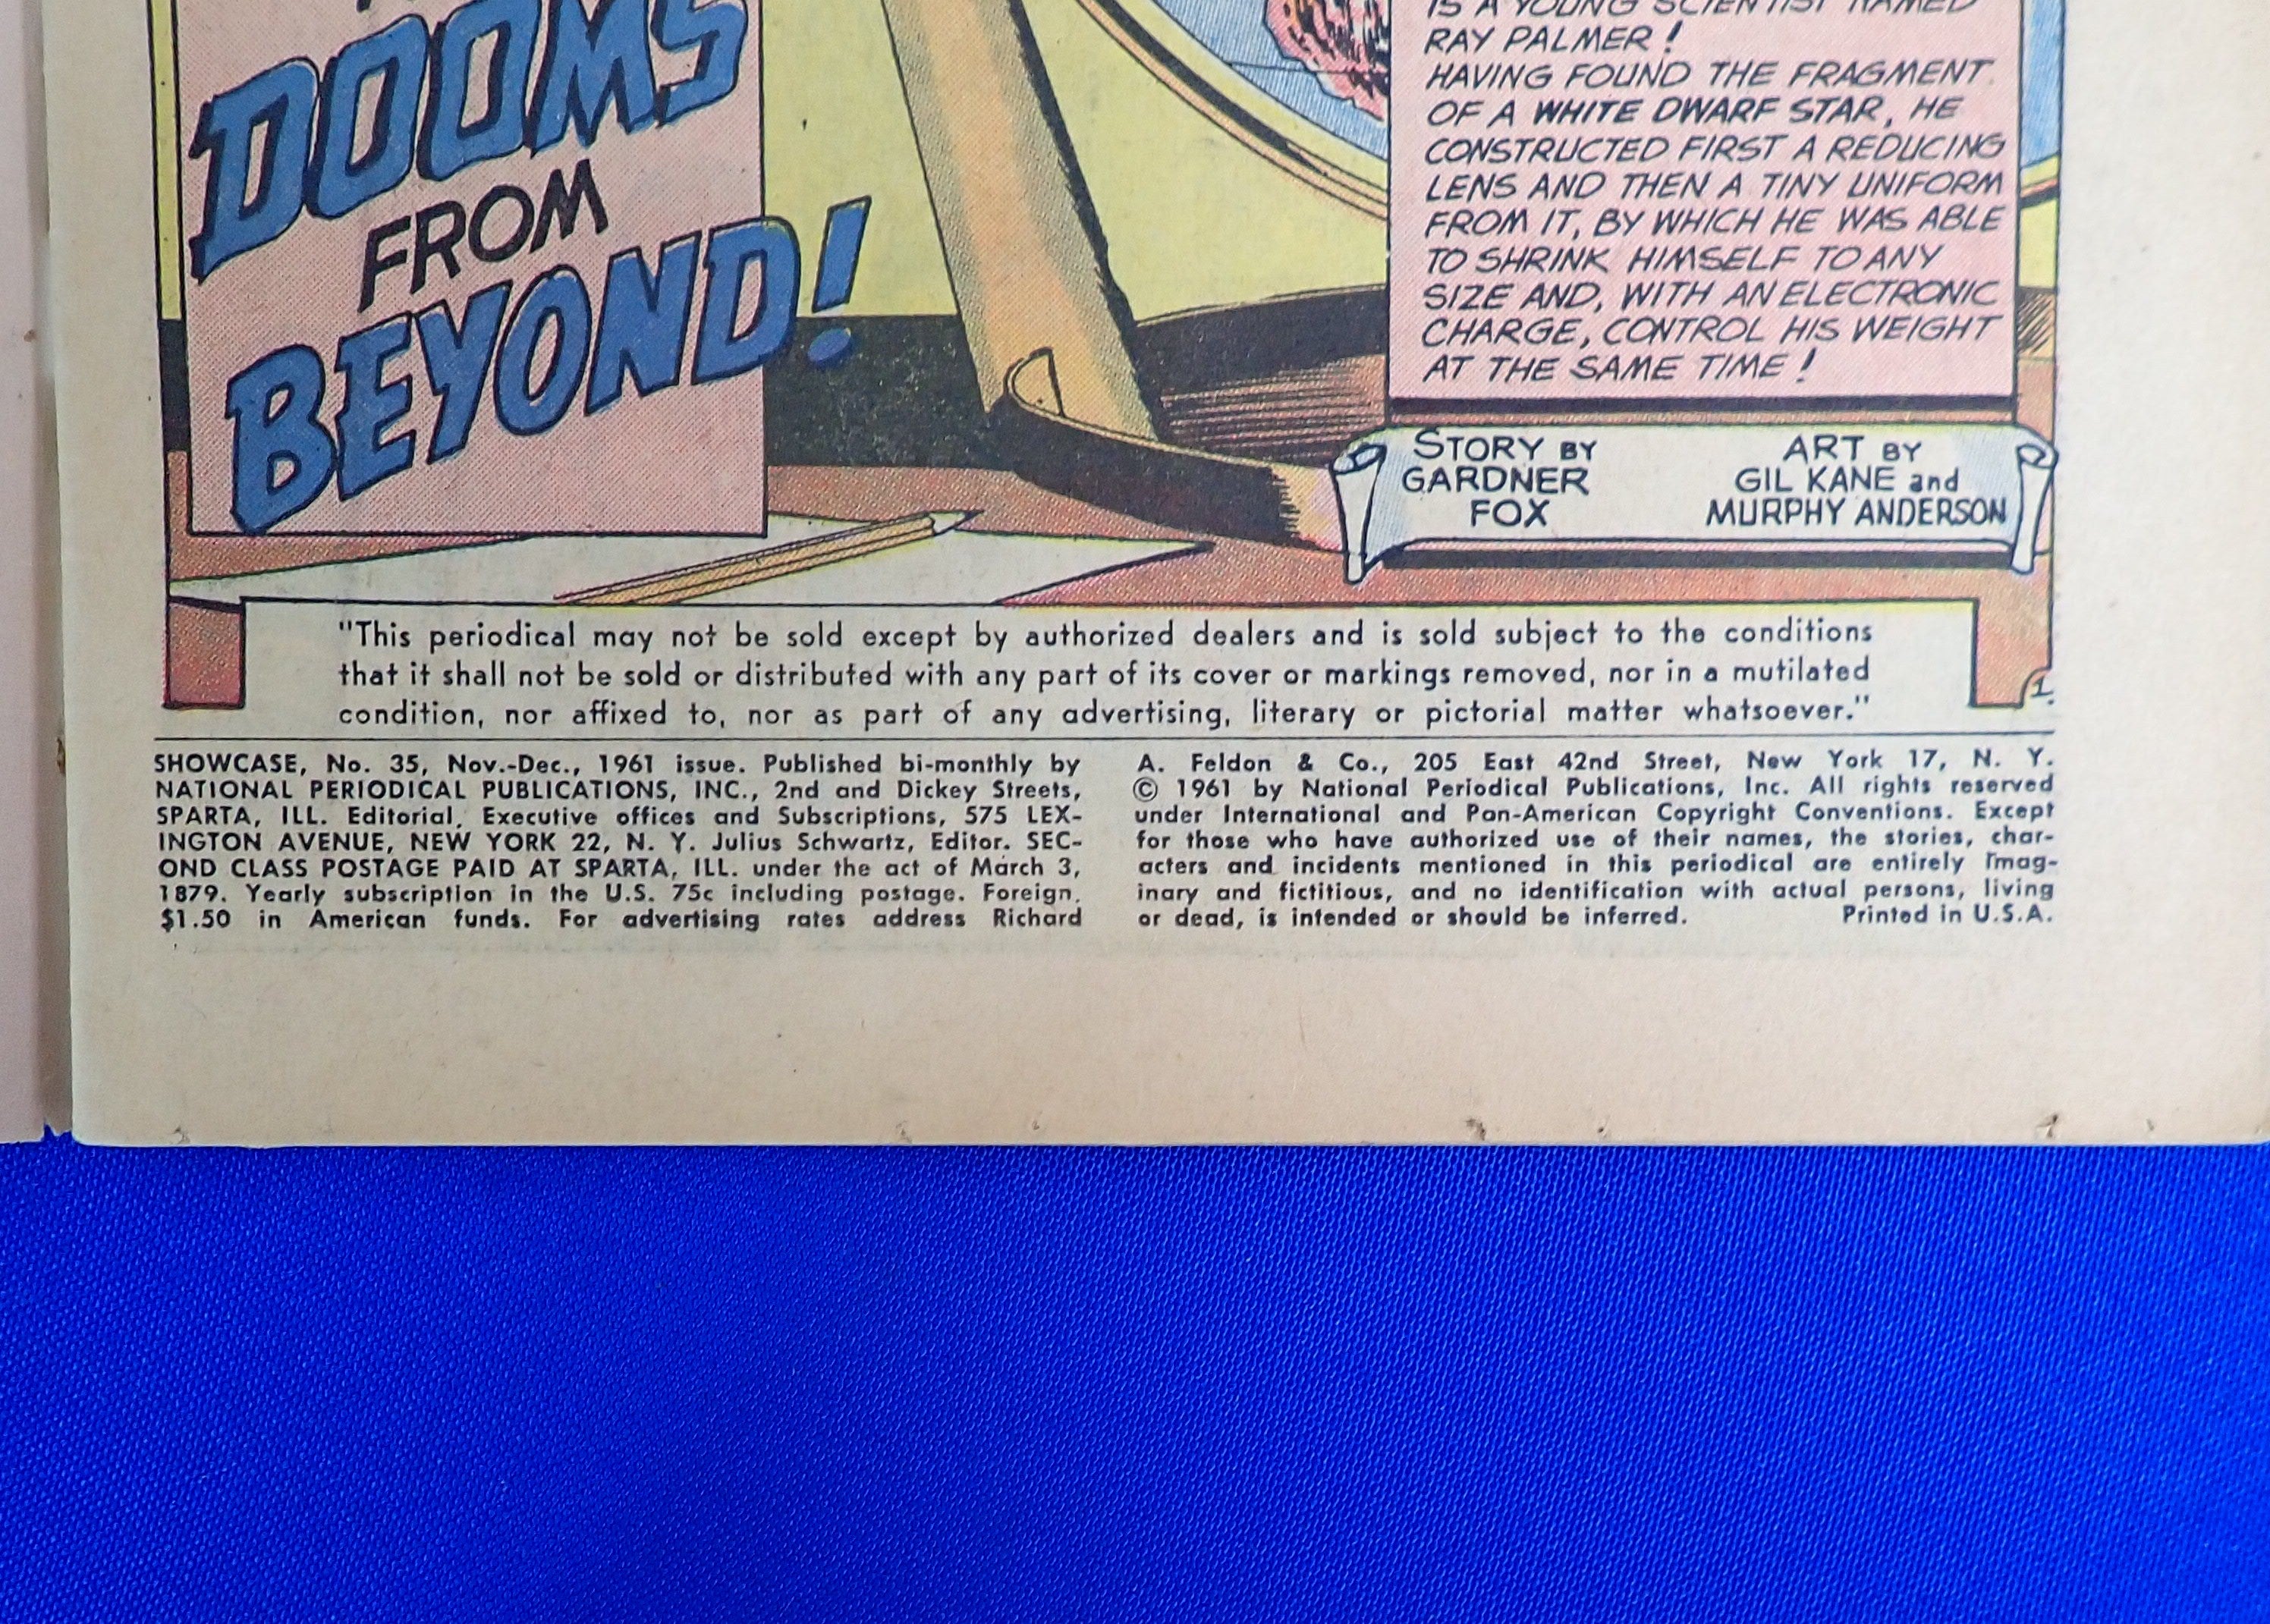 DOOMS
FROM
BEYOND!
IS A YOUNG SCIENTIST NAMED
RAY PALMER!
HAVING FOUND THE FRAGMENT
OF A WHITE DWARF STAR, HE
CONSTRUCTED FIRST A REDUCING
LENS AND THEN A TINY UNIFORM
FROM IT, BY WHICH HE WAS ABLE
TO SHRINK HIMSELF TO ANY
SIZE AND, WITH AN ELECTRONIC
CHARGE, CONTROL HIS WEIGHT
AT THE SAME TIME!
STORY BY
GARDNER
FOX
ART BY
GIL KANE and
MURPHY ANDERSON
"This periodical may not be sold except by authorized dealers and is sold subject to the conditions
that it shall not be sold or distributed with any part of its cover or markings removed, nor in a mutilated
condition, nor affixed to, nor as part of any advertising, literary or pictorial matter whatsoever."
1.
SHOWCASE, No. 35, Nov.-Dec., 1961 issue. Published bi-monthly by
NATIONAL PERIODICAL PUBLICATIONS, INC., 2nd and Dickey Streets,
SPARTA, ILL. Editorial, Executive offices and Subscriptions, 575 LEX-
INGTON AVENUE, NEW YORK 22, N. Y. Julius Schwartz, Editor. SEC-
OND CLASS POSTAGE PAID AT SPARTA, ILL. under the act of March 3,
1879. Yearly subscription in the U.S. 75c including postage. Foreign,
$1.50 in American funds. For advertising rates address Richard
A. Feldon & Co., 205 East 42nd Street, New York 17, N. Y.
© 1961 by National Periodical Publications, Inc. All rights reserved
under International and Pan-American Copyright Conventions. Except
for those who have authorized use of their names, the stories, char-
acters and incidents mentioned in this periodical are entirely imag-
inary and fictitious, and no identification with actual persons, living
or dead, is intended or should be inferred. Printed in U.S.A.